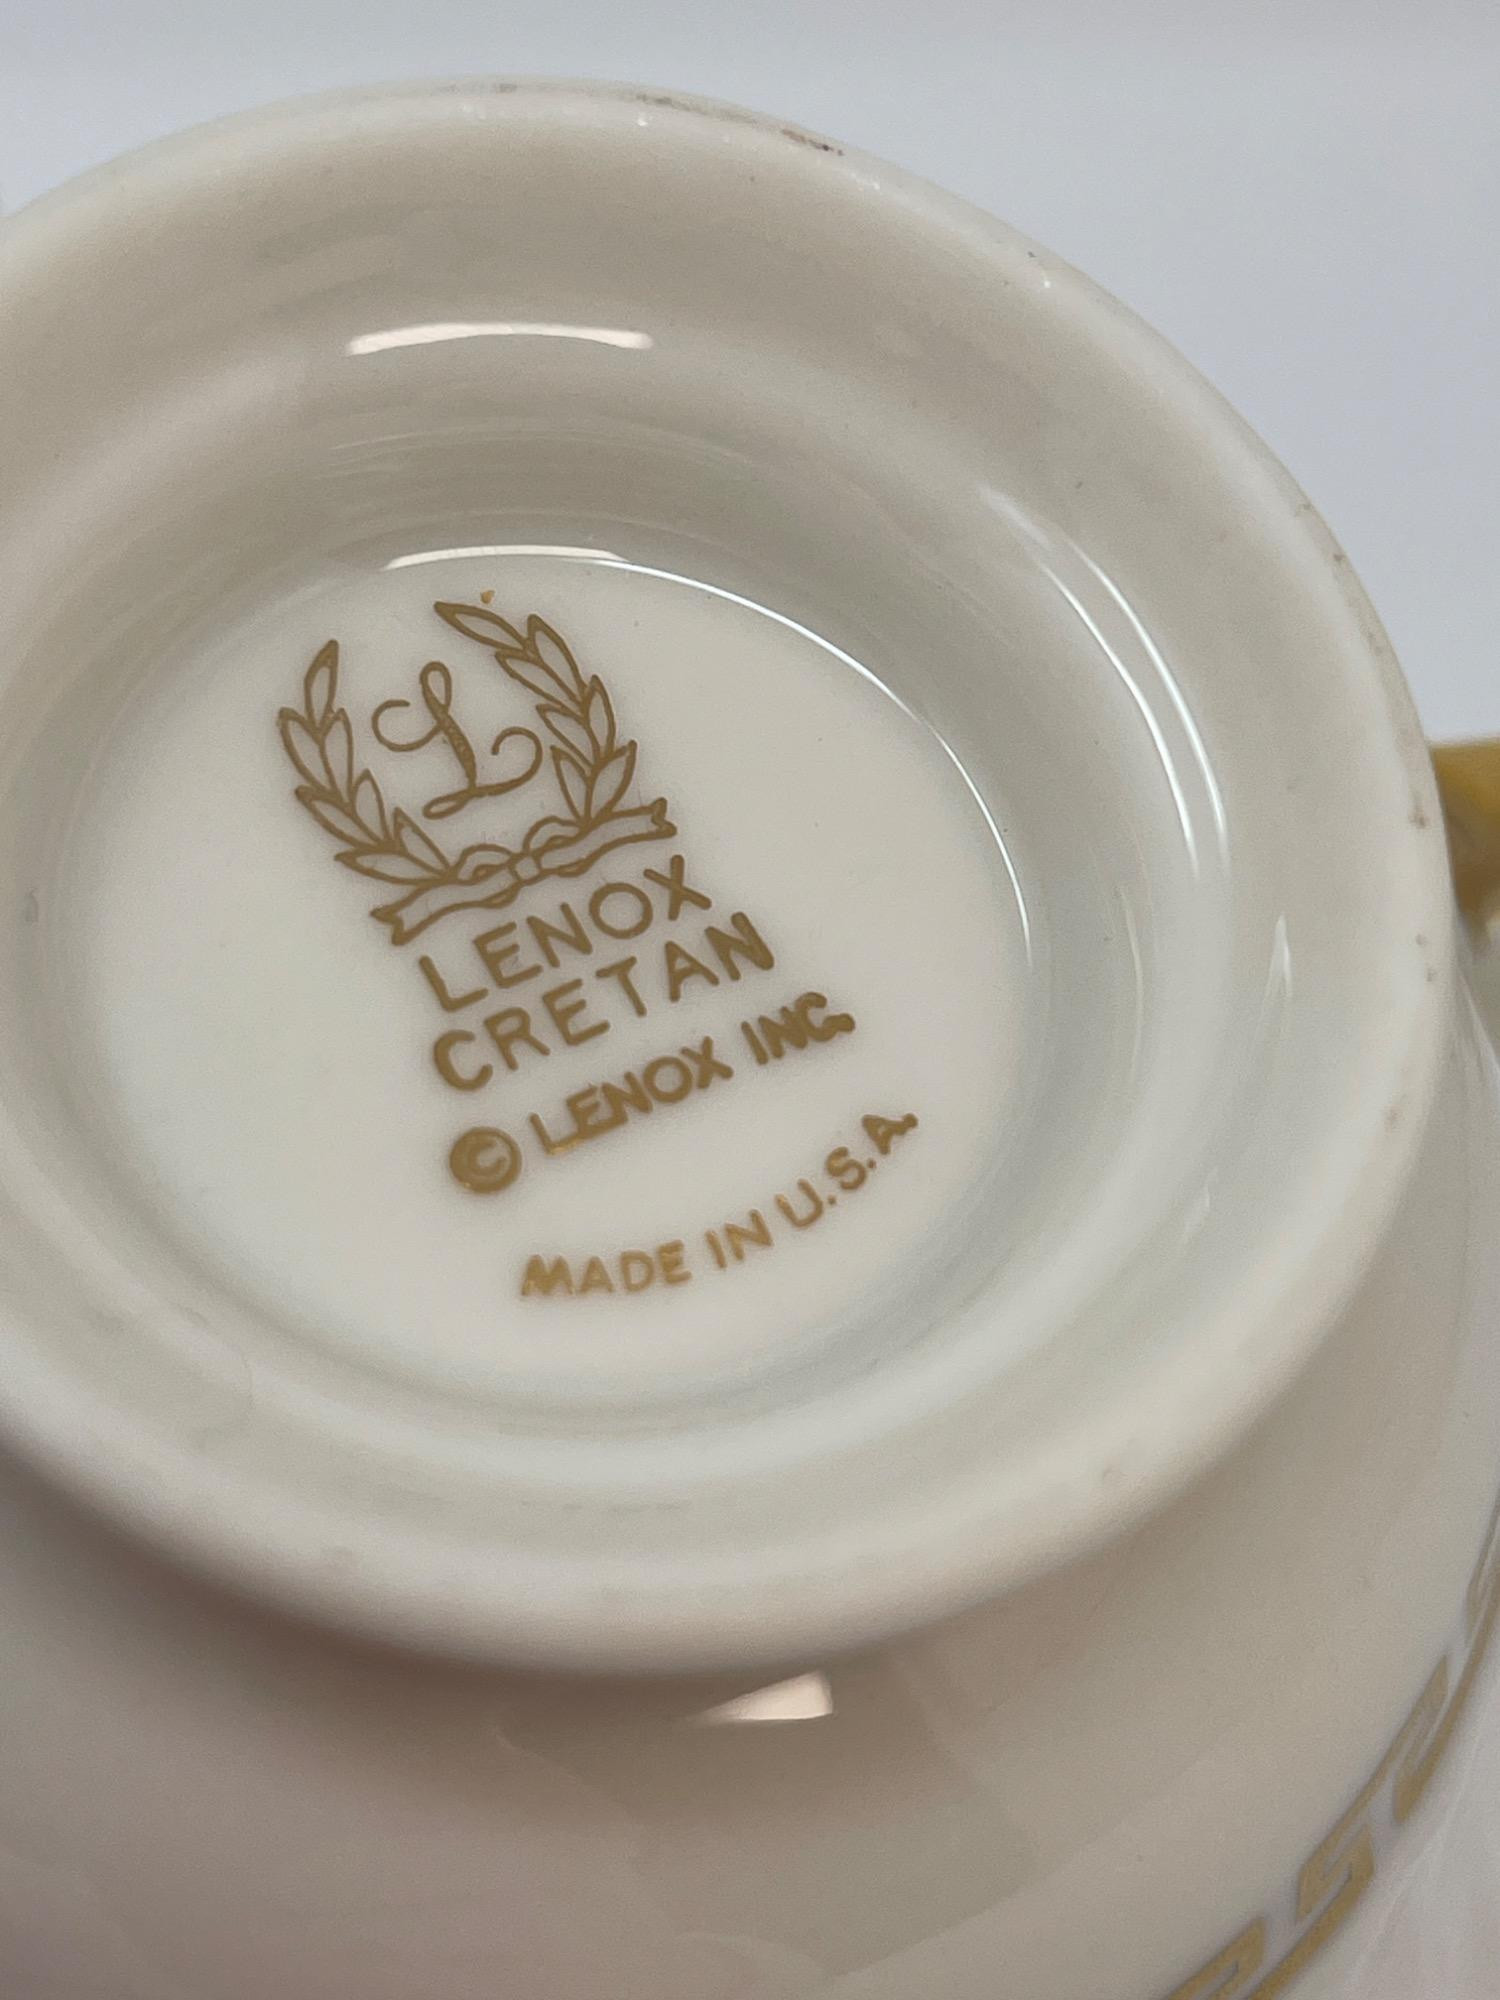 L
LENOX
CRETAN
© LENOX INC.
MADE IN U.S.A.